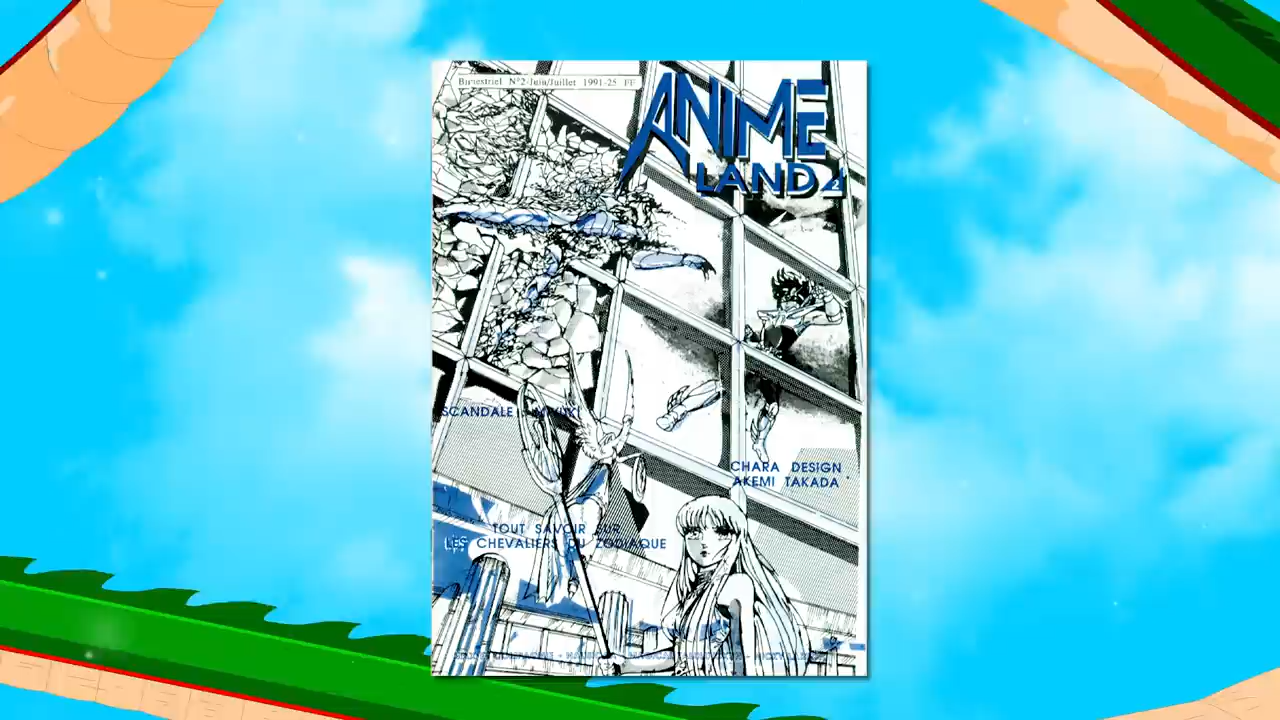 Bimestriel N°2-Juin/Juillet 1991-25 FF
ANIME
LAND
2
SCANDALE
CHARA DESIGN
AKEMI TAKADA
TOUT SAVOIR SUR
LES CHEVALIERS DU ZODIAQUE